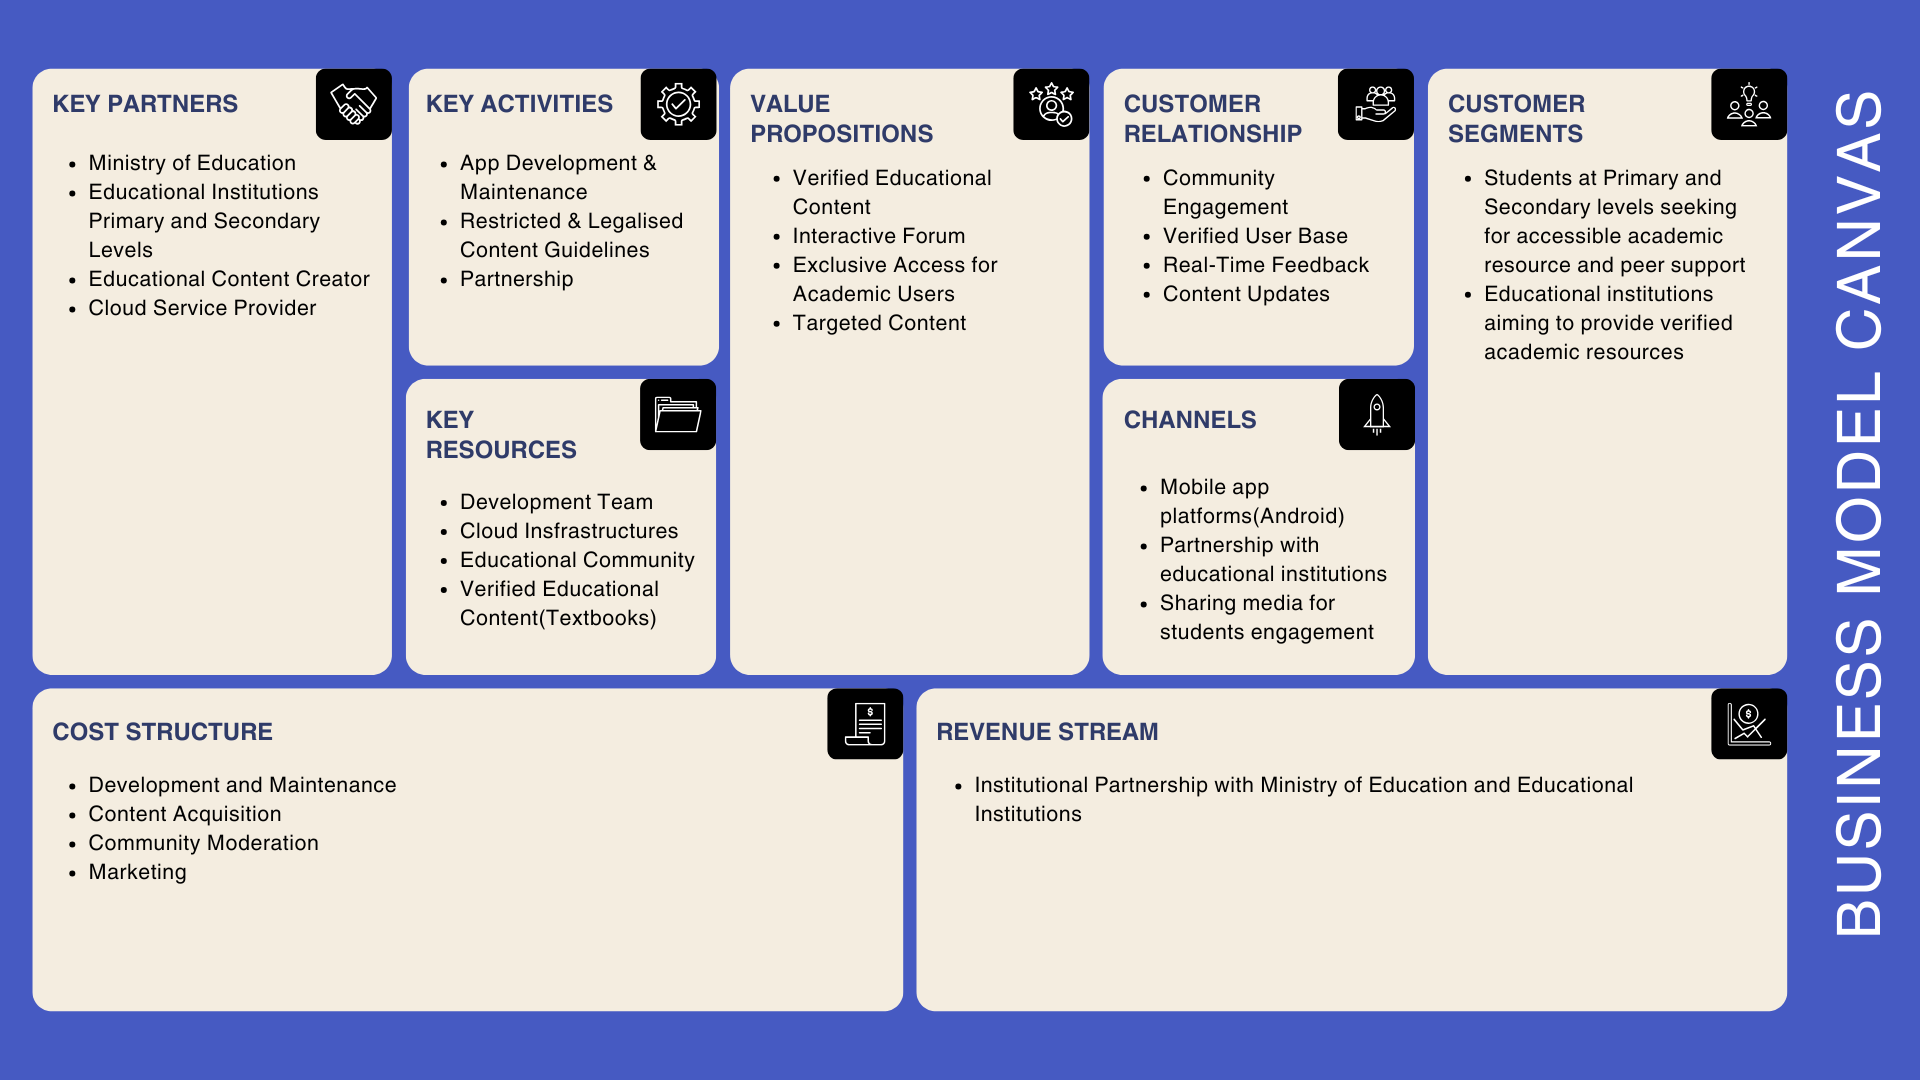 KEY PARTNERS
• Ministry of Education
• Educational Institutions
Primary and Secondary
Levels
• Educational Content Creator
• Cloud Service Provider
KEY ACTIVITIES
• App Development &
Maintenance
• Restricted & Legalised
Content Guidelines
• Partnership
KEY
RESOURCES
• Development Team
• Cloud Insfrastructures
• Educational Community
• Verified Educational
Content(Textbooks)
VALUE
PROPOSITIONS
• Verified Educational
Content
• Interactive Forum
• Exclusive Access for
Academic Users
• Targeted Content
CUSTOMER
RELATIONSHIP
• Community
Engagement
• Verified User Base
• Real-Time Feedback
• Content Updates
CHANNELS
• Mobile app
platforms(Android)
• Partnership with
educational institutions
• Sharing media for
students engagement
CUSTOMER
SEGMENTS
• Students at Primary and
Secondary levels seeking
for accessible academic
resource and peer support
• Educational institutions
aiming to provide verified
academic resources
COST STRUCTURE
• Development and Maintenance
• Content Acquisition
• Community Moderation
• Marketing
REVENUE STREAM
• Institutional Partnership with Ministry of Education and Educational
Institutions
BUSINESS MODEL CANVAS